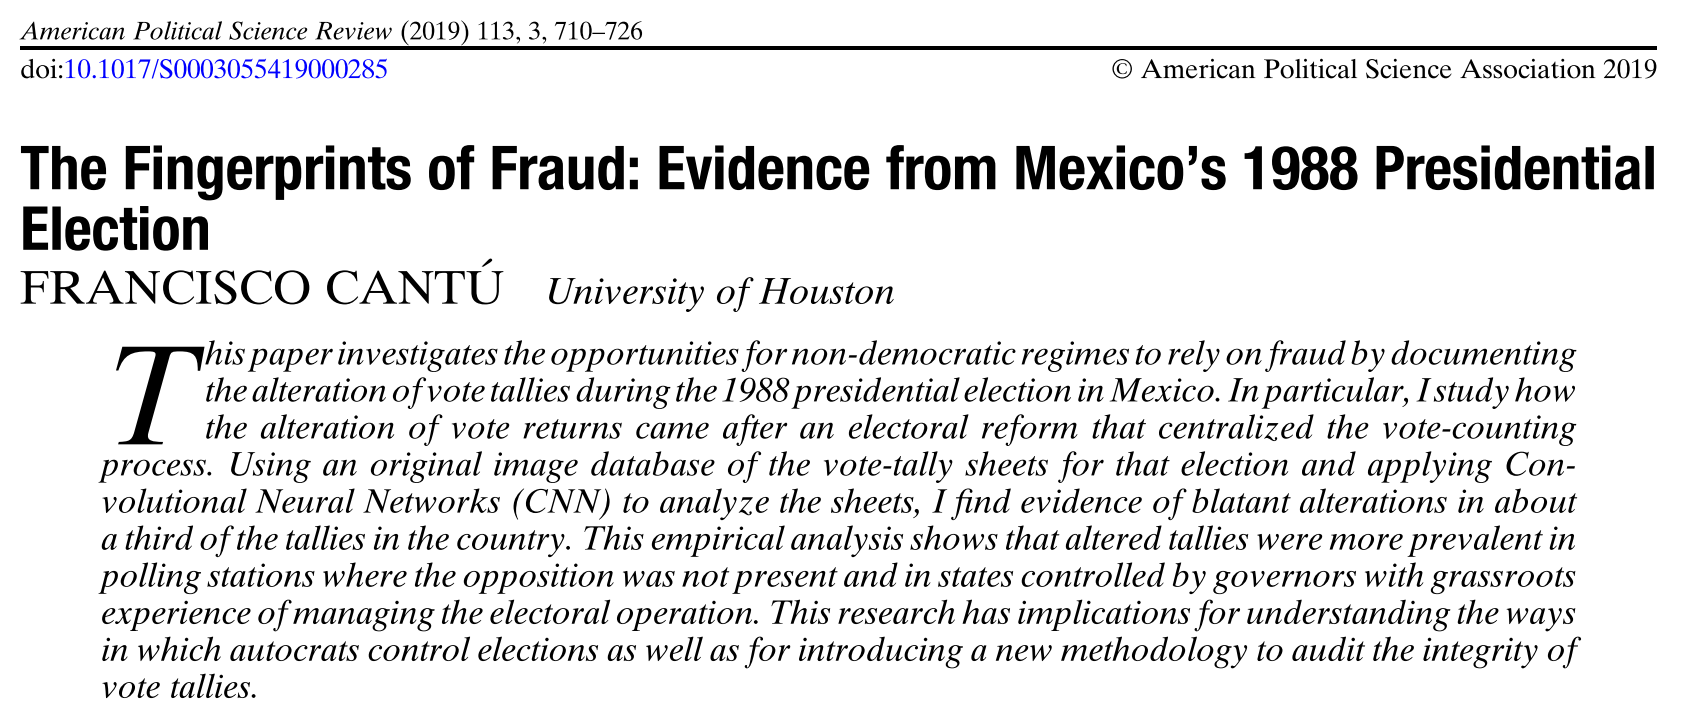 American Political Science Review (2019) 113, 3, 710–726
doi:10.1017/S0003055419000285
© American Political Science Association 2019
The Fingerprints of Fraud: Evidence from Mexico’s 1988 Presidential
Election
FRANCISCO CANTÚ University of Houston
This paper investigates the opportunities for non-democratic regimes to rely on fraud by documenting
the alteration of vote tallies during the 1988 presidential election in Mexico. In particular, I study how
the alteration of vote returns came after an electoral reform that centralized the vote-counting
process. Using an original image database of the vote-tally sheets for that election and applying Con-
volutional Neural Networks (CNN) to analyze the sheets, I find evidence of blatant alterations in about
a third of the tallies in the country. This empirical analysis shows that altered tallies were more prevalent in
polling stations where the opposition was not present and in states controlled by governors with grassroots
experience of managing the electoral operation. This research has implications for understanding the ways
in which autocrats control elections as well as for introducing a new methodology to audit the integrity of
vote tallies.